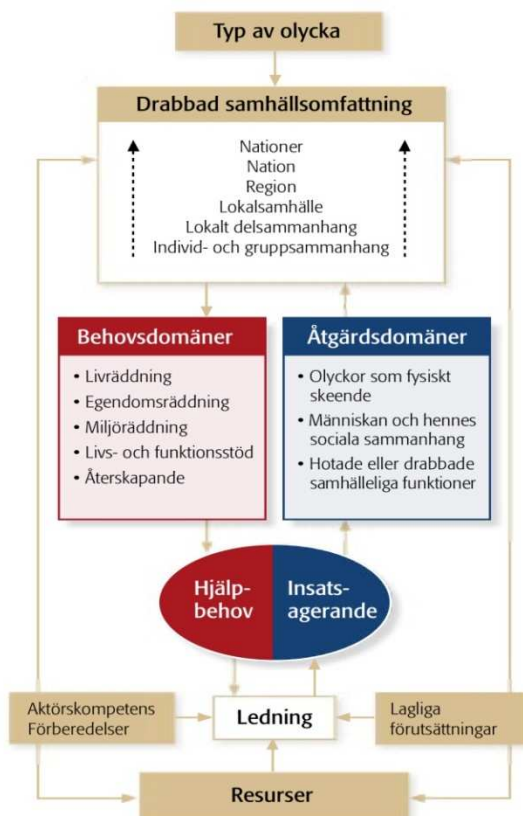 Typ av olycka
Drabbad samhällsomfattning
Nationer
Nation
Region
Lokalsamhälle
Lokalt delsammanhang
Individ- och gruppsammanhang
Behovsdomäner
• Livräddning
• Egendomsräddning
• Miljöräddning
• Livs- och funktionsstöd
• Återskapande
Åtgärdsdomäner
• Olyckor som fysiskt
skeende
• Människan och hennes
sociala sammanhang
• Hotade eller drabbade
samhälleliga funktioner
Hjälp-
behov
Insats-
agerande
Aktörskompetens
Förberedelser
Ledning
Lagliga
förutsättningar
Resurser